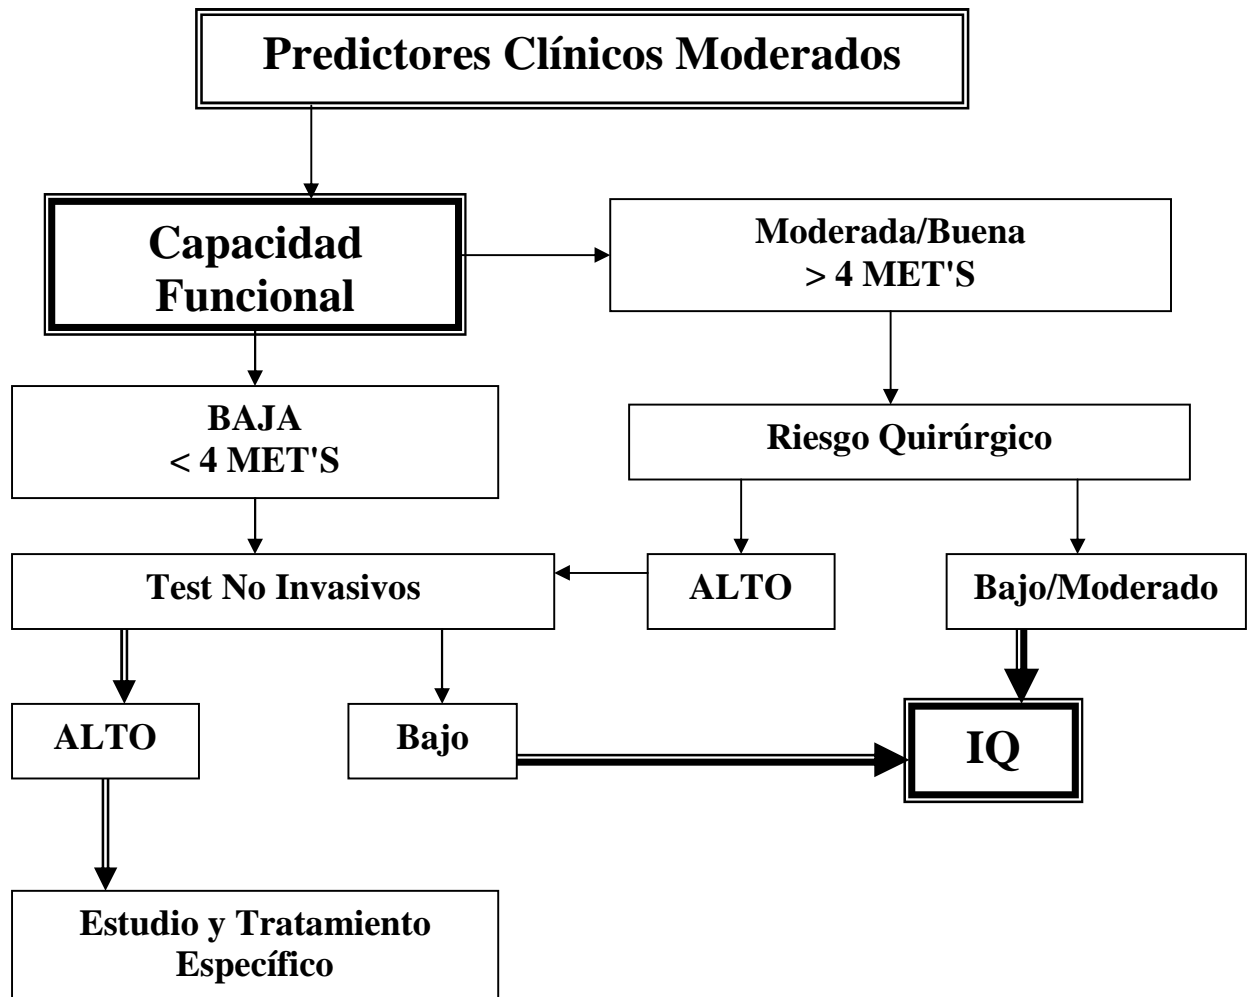 Predictores Clínicos Moderados
Capacidad
Funcional
Moderada/Buena
> 4 MET'S
BAJA
< 4 MET'S
Riesgo Quirúrgico
Test No Invasivos
ALTO
Bajo/Moderado
ALTO
Bajo
IQ
Estudio y Tratamiento
Específico